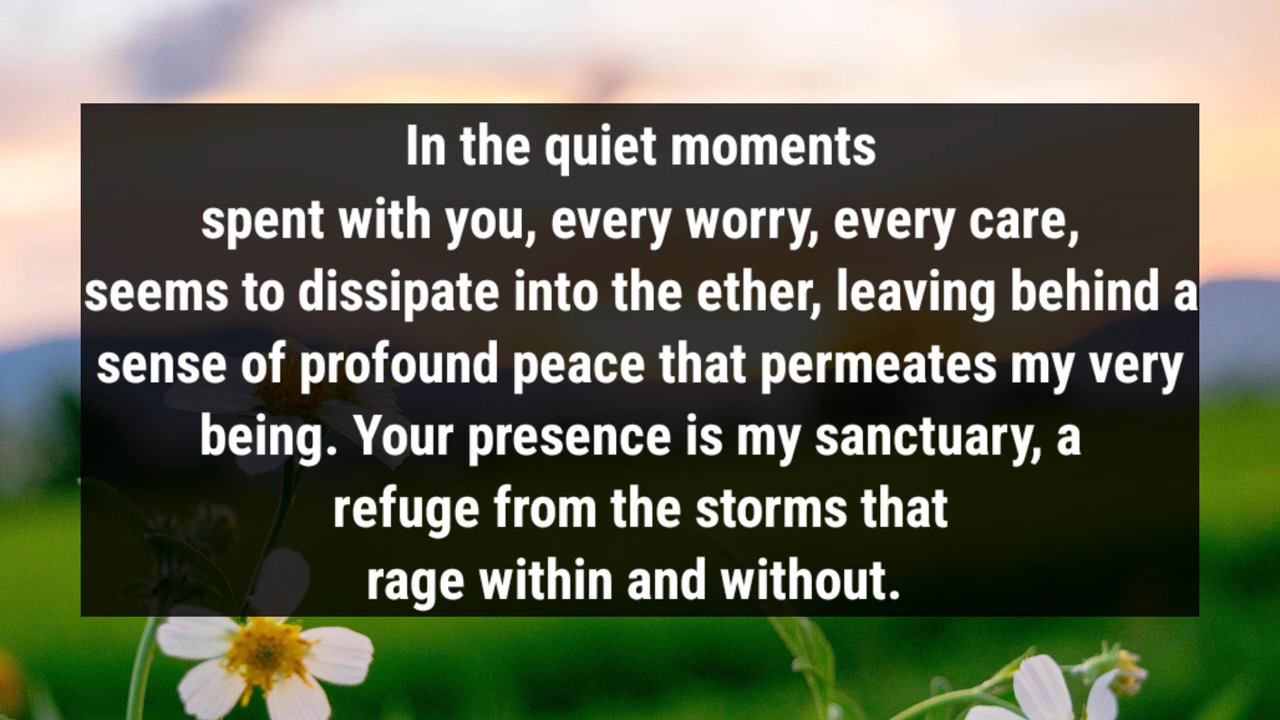 In the quiet moments
spent with you, every worry, every care,
seems to dissipate into the ether, leaving behind a
sense of profound peace that permeates my very
being. Your presence is my sanctuary, a
refuge from the storms that
rage within and without.